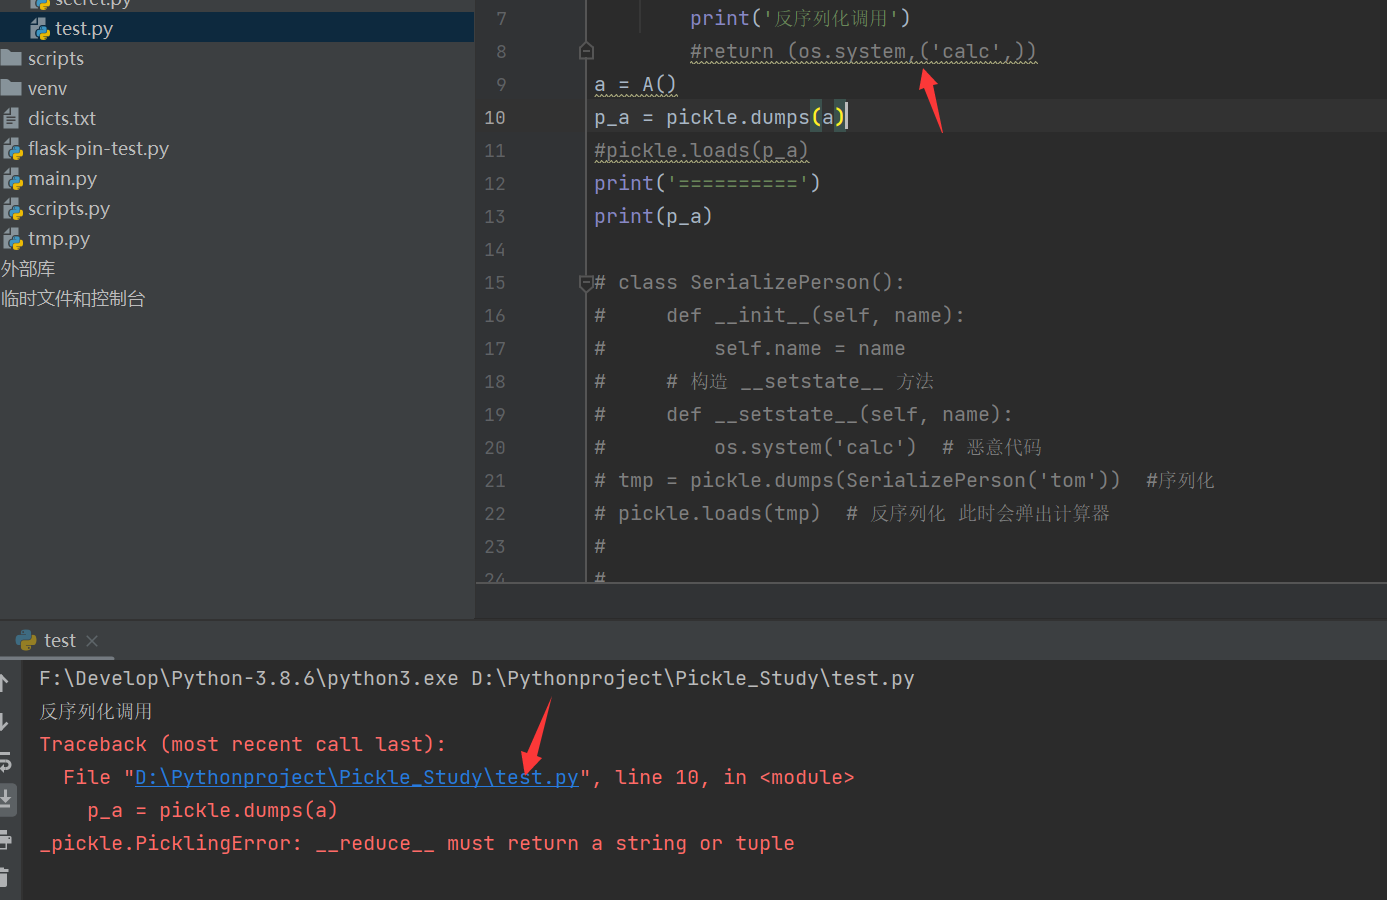 secret.py
test.py
scripts
venv
dicts.txt
flask-pin-test.py
main.py
scripts.py
tmp.py
外部库
临时文件和控制台
7 print('反序列化调用')
8 #return (os.system,('calc',))
9 a = A()
10 p_a = pickle.dumps(a)
11 #pickle.loads(p_a)
12 print('==========')
13 print(p_a)
14
15 # class SerializePerson():
16 #     def __init__(self, name):
17 #         self.name = name
18 #     # 构造 __setstate__ 方法
19 #     def __setstate__(self, name):
20 #         os.system('calc')  # 恶意代码
21 # tmp = pickle.dumps(SerializePerson('tom'))  #序列化
22 # pickle.loads(tmp)  # 反序列化 此时会弹出计算器
23 #
24 #
test
F:\Develop\Python-3.8.6\python3.exe D:\Pythonproject\Pickle_Study\test.py
反序列化调用
Traceback (most recent call last):
File "D:\Pythonproject\Pickle_Study\test.py", line 10, in <module>
p_a = pickle.dumps(a)
_pickle.PicklingError: __reduce__ must return a string or tuple